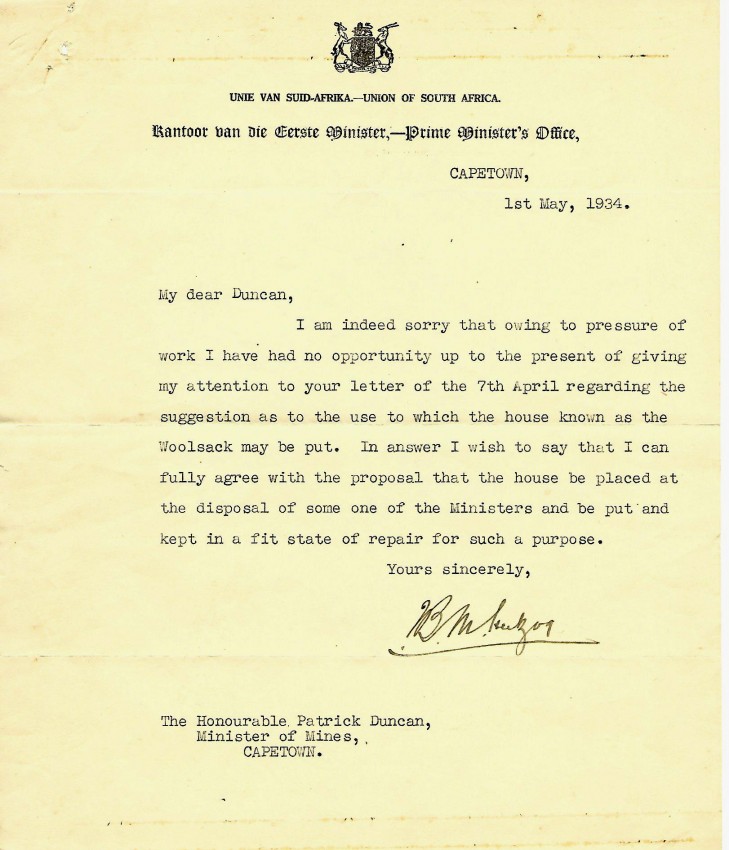 UNIE VAN SUID-AFRIKA.—UNION OF SOUTH AFRICA.
Kantoor van die Eerste Minister,—Prime Minister's Office,
CAPETOWN,
1st May, 1934.
My dear Duncan,
I am indeed sorry that owing to pressure of
work I have had no opportunity up to the present of giving
my attention to your letter of the 7th April regarding the
suggestion as to the use to which the house known as the
Woolsack may be put. In answer I wish to say that I can
fully agree with the proposal that the house be placed at
the disposal of some one of the Ministers and be put and
kept in a fit state of repair for such a purpose.
Yours sincerely,
JBM Hertzog
The Honourable Patrick Duncan,
Minister of Mines,
CAPETOWN.